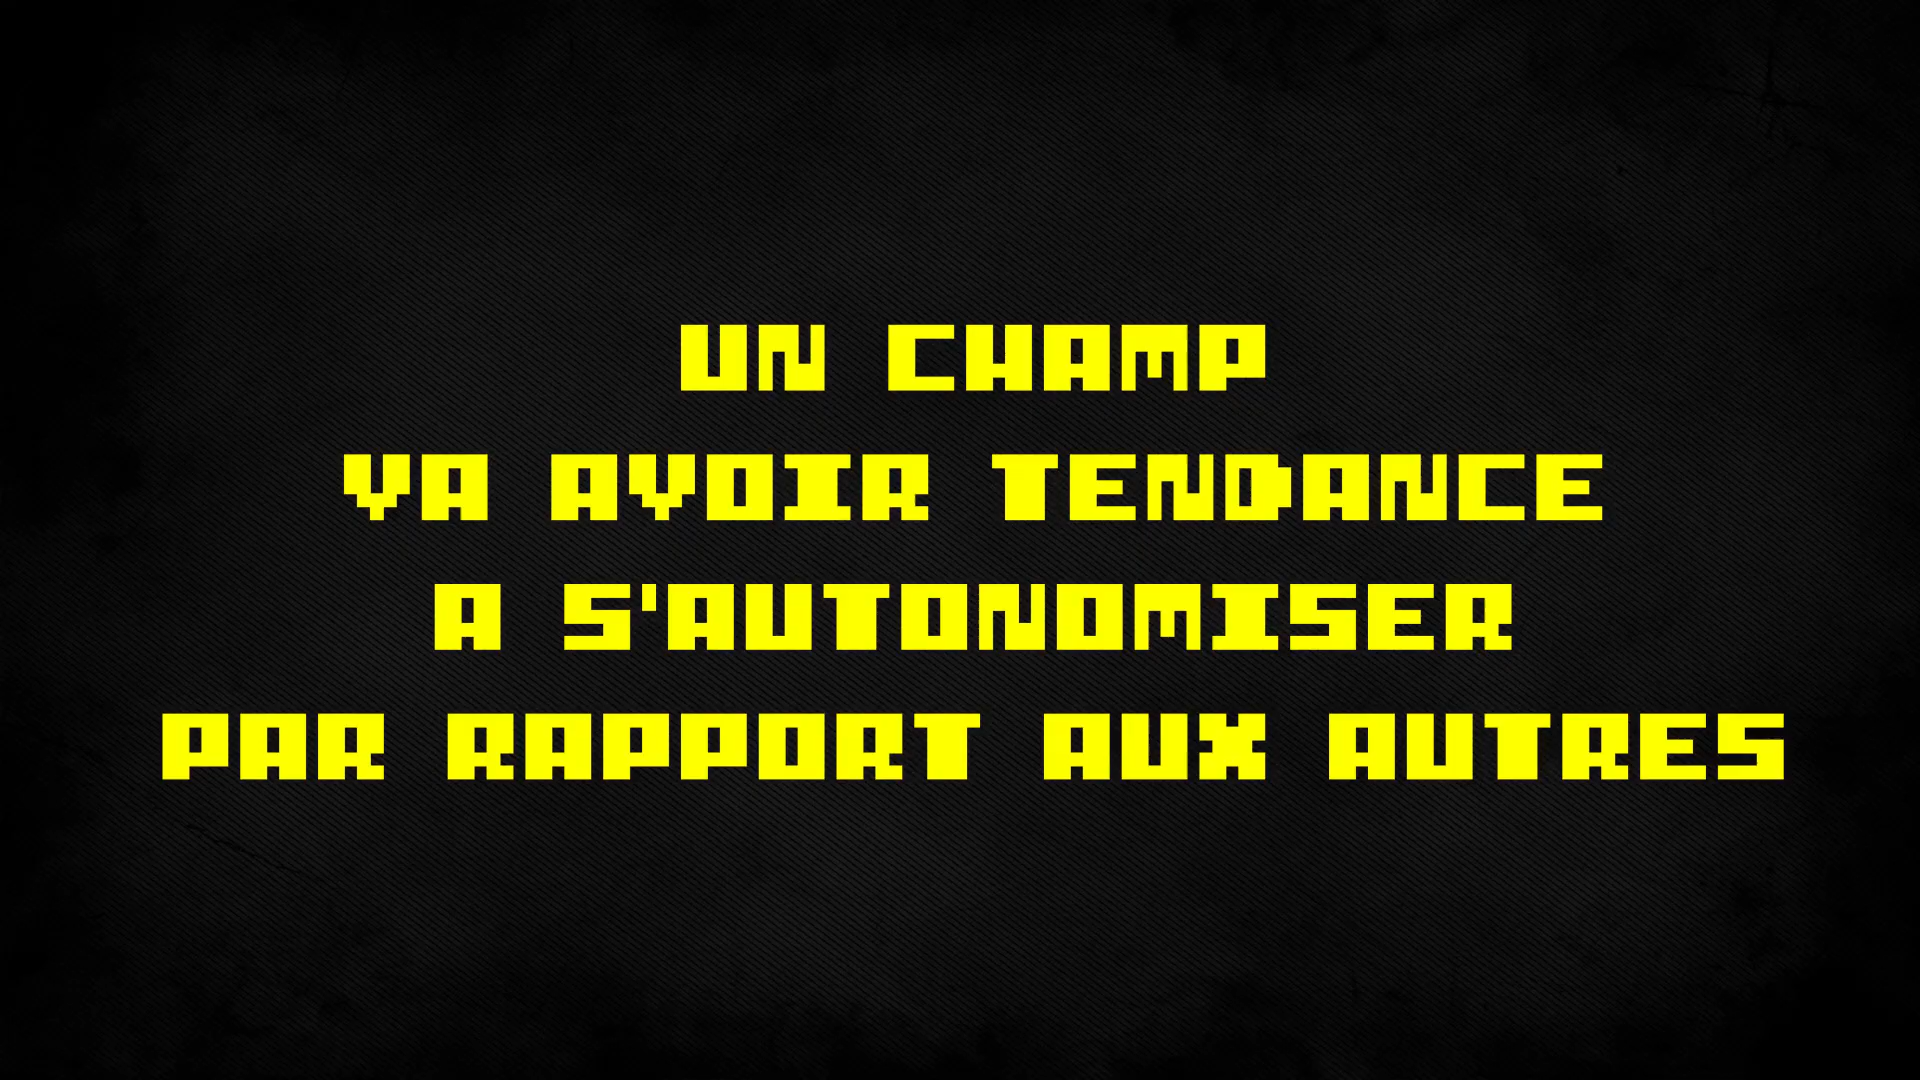 UN CHAMP
VA AVOIR TENDANCE
A S'AUTONOMISER
PAR RAPPORT AUX AUTRES